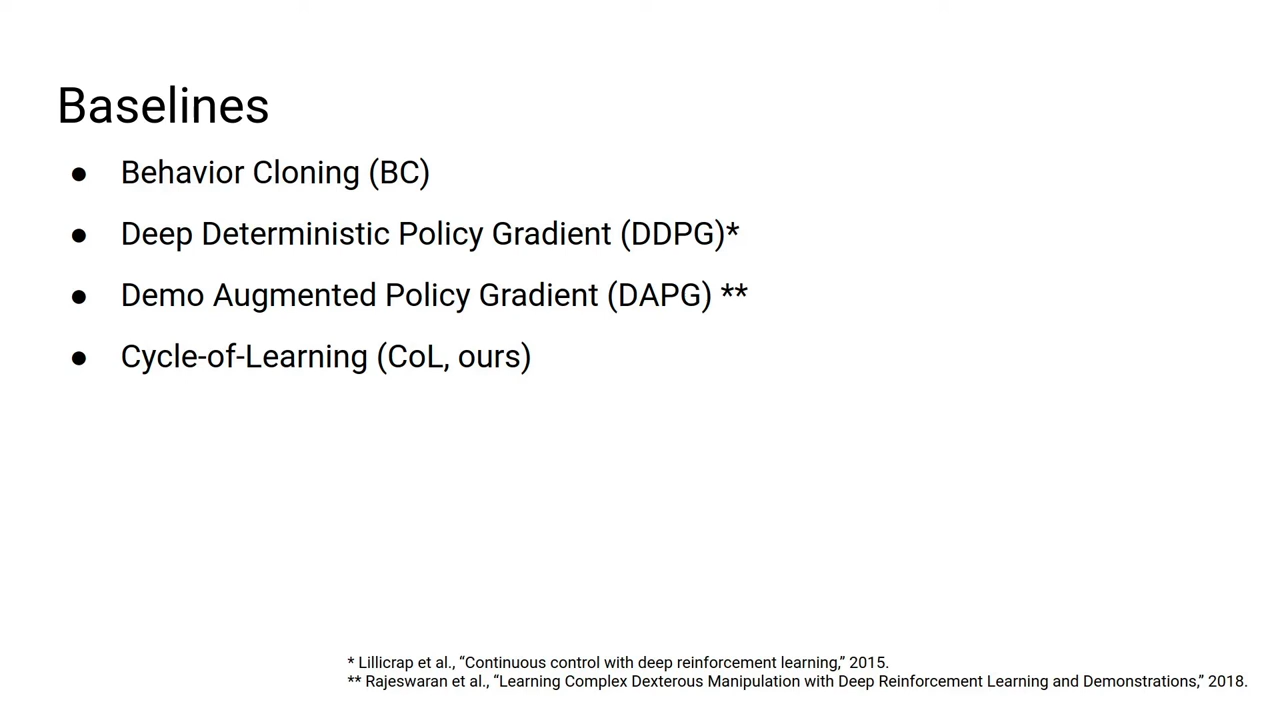 Baselines
● Behavior Cloning (BC)
● Deep Deterministic Policy Gradient (DDPG)*
● Demo Augmented Policy Gradient (DAPG) **
● Cycle-of-Learning (CoL, ours)
* Lillicrap et al., “Continuous control with deep reinforcement learning,” 2015.
** Rajeswaran et al., “Learning Complex Dexterous Manipulation with Deep Reinforcement Learning and Demonstrations,” 2018.